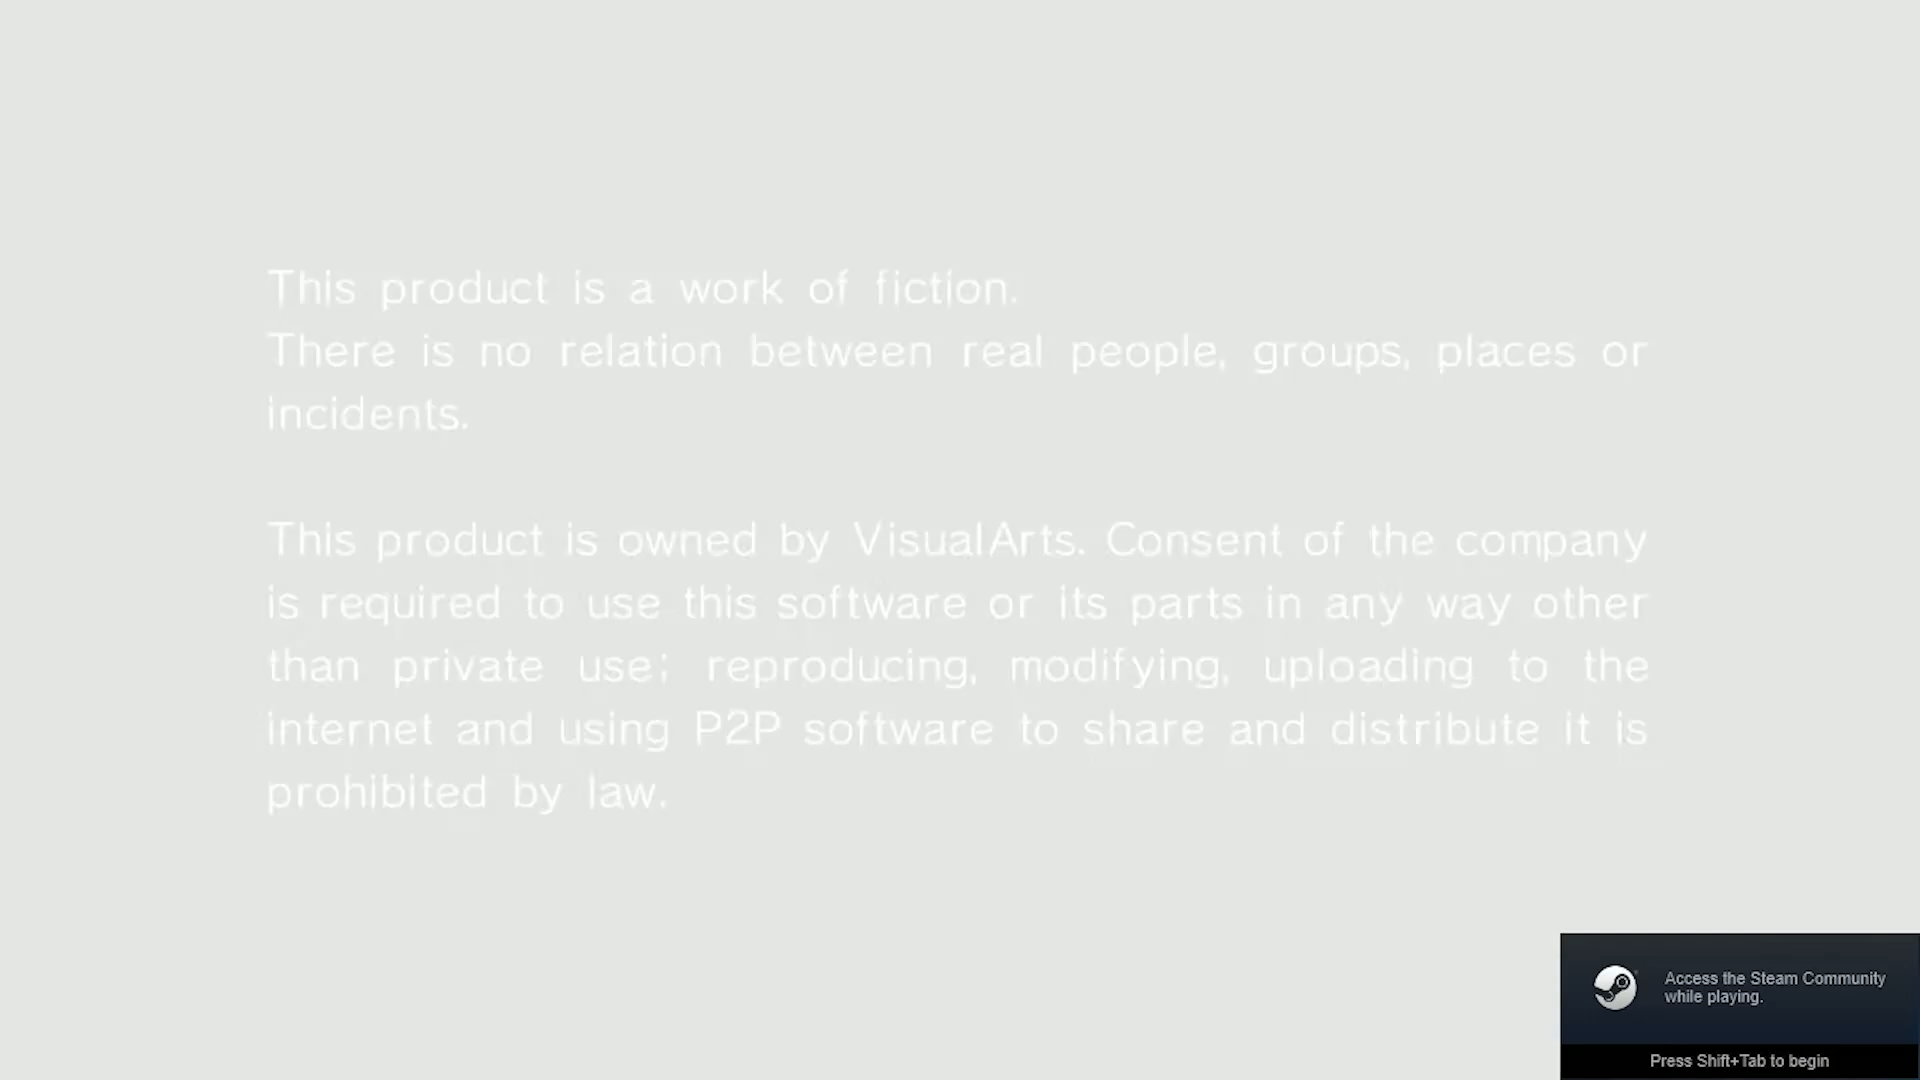 This product is a work of fiction.
There is no relation between real people, groups, places or
incidents.
This product is owned by VisualArts. Consent of the company
is required to use this software or its parts in any way other
than private use; reproducing, modifying, uploading to the
internet and using P2P software to share and distribute it is
prohibited by law.
Access the Steam Community
while playing.
Press Shift+Tab to begin